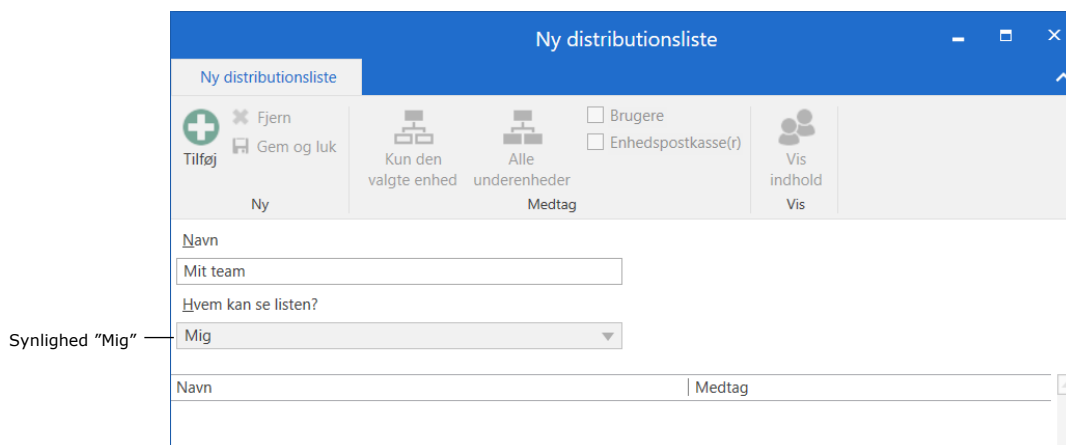 Ny distributionsliste
Ny distributionsliste
Tilføj
Fjern
Gem og luk
Ny
Kun den
valgte enhed
Alle
underenheder
Brugere
Enhedspostkasse(r)
Medtag
Vis
indhold
Vis
Navn
Mit team
Hvem kan se listen?
Synlighed ”Mig”
Mig
Navn
Medtag